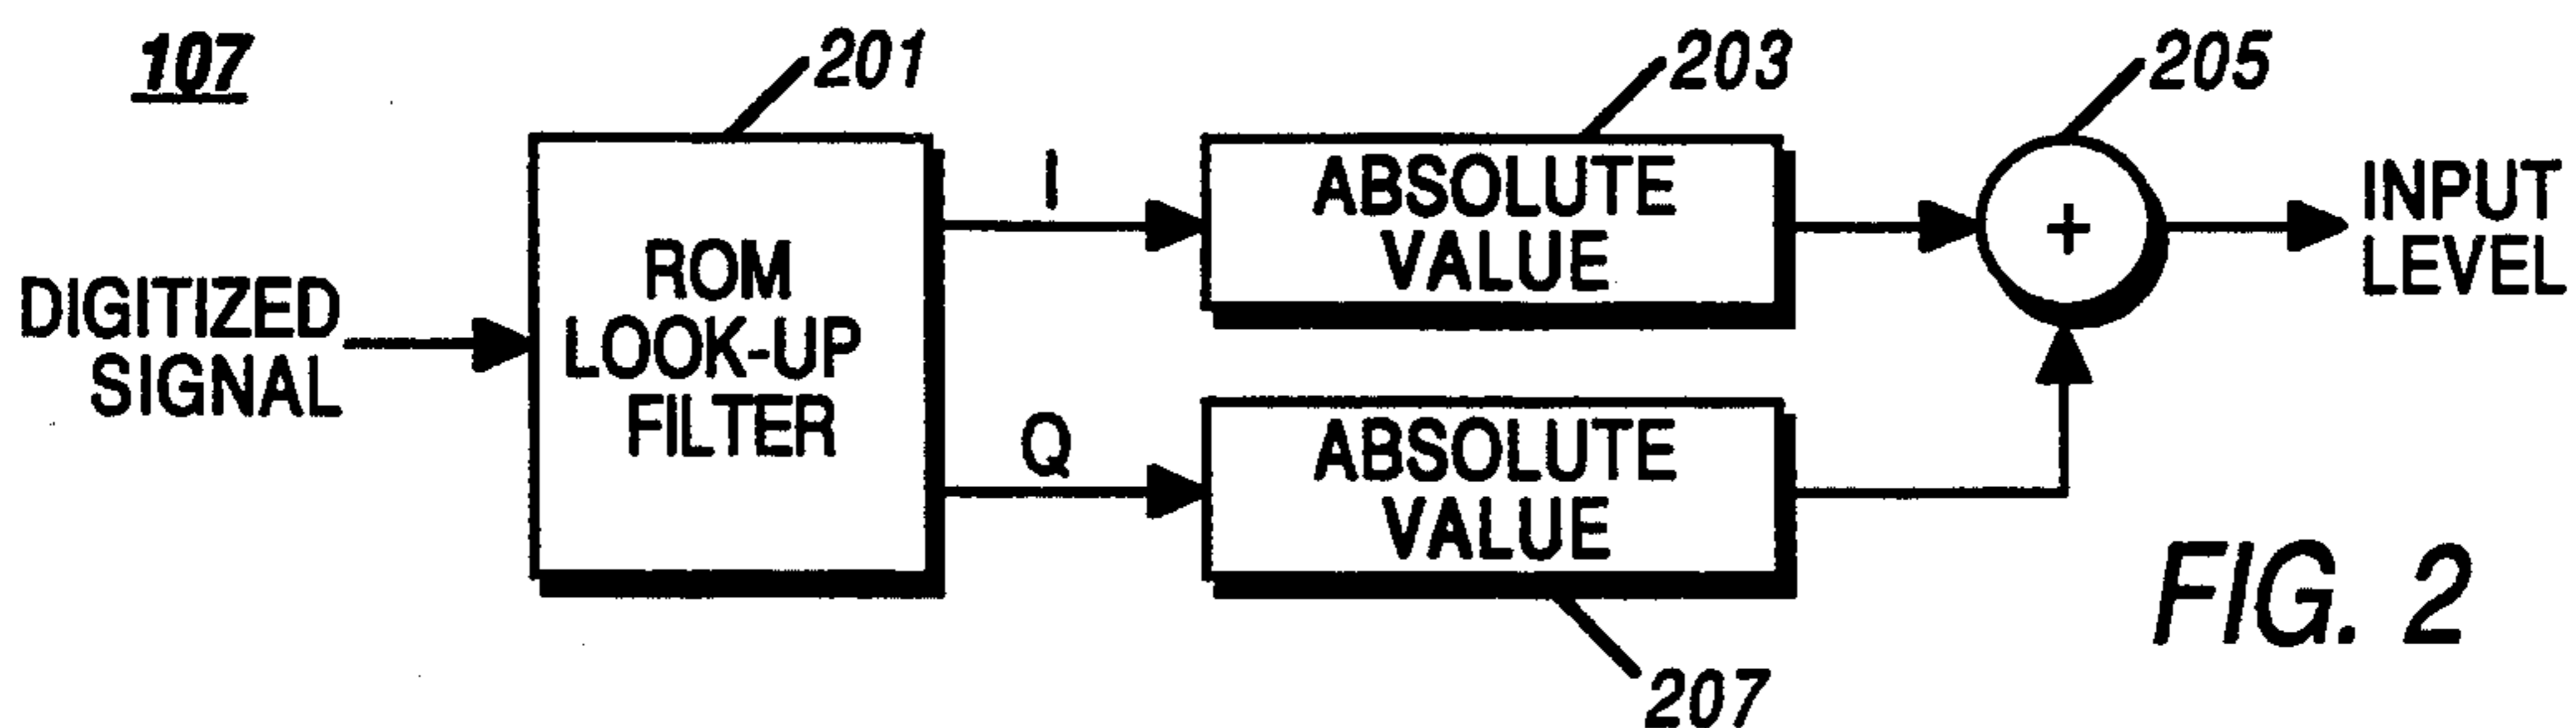 107
201
203
205
DIGITIZED
SIGNAL
ROM
LOOK-UP
FILTER
I
Q
ABSOLUTE
VALUE
ABSOLUTE
VALUE
+
INPUT
LEVEL
207
FIG. 2